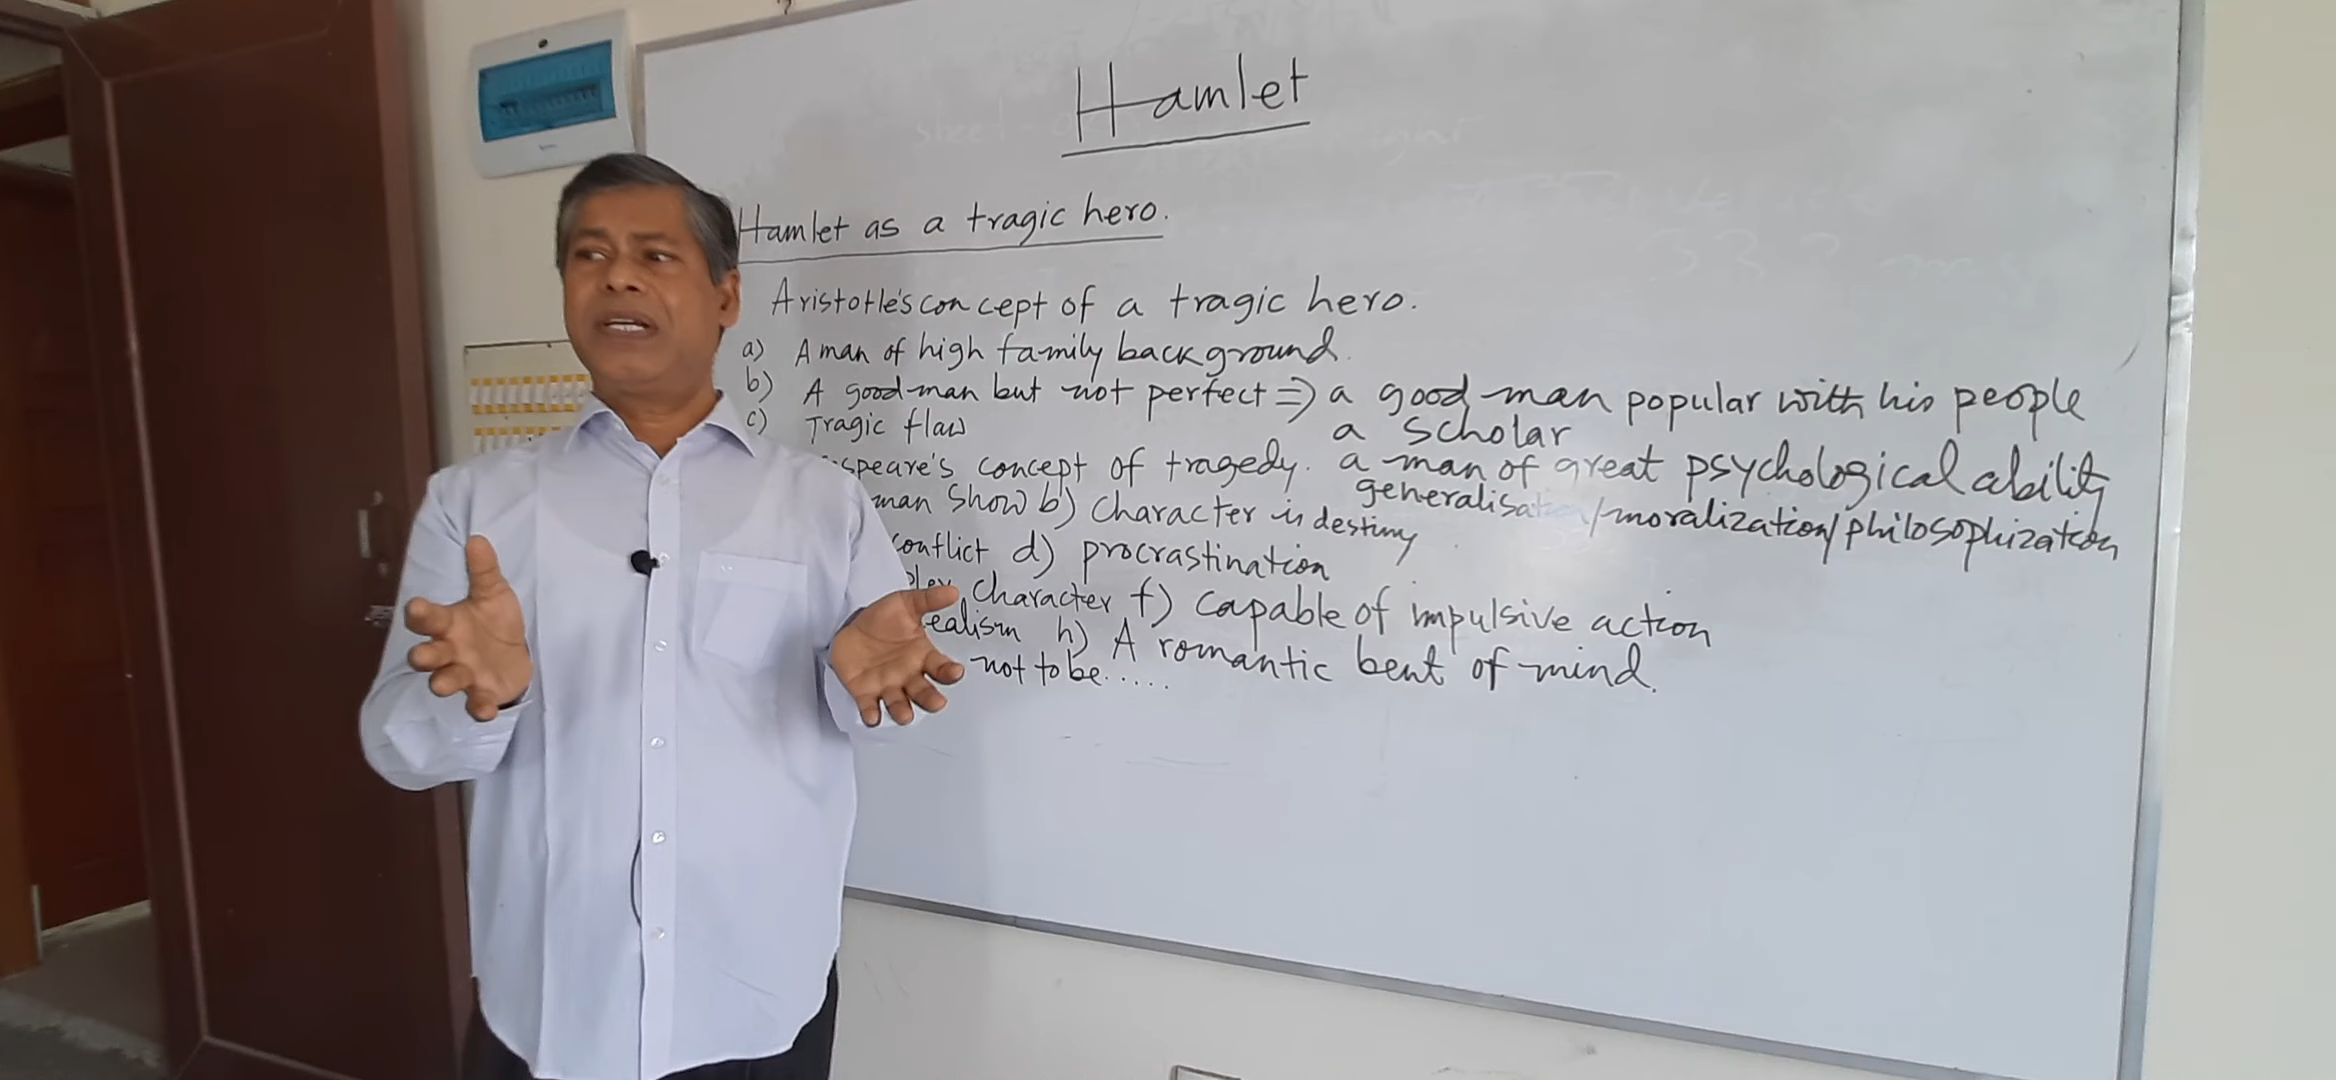 Hamlet
Hamlet as a tragic hero.
Aristotle's concept of a tragic hero.
a) A man of high family background.
b) A good man but not perfect => a good man popular with his people
c) Tragic flaw a scholar
speare's concept of tragedy. a man of great psychological ability
generalisation/moralization/philosophization
man show b) character is destiny
conflict d) procrastination
character f) capable of impulsive action
ealism h) A romantic bent of mind.
not to be.....